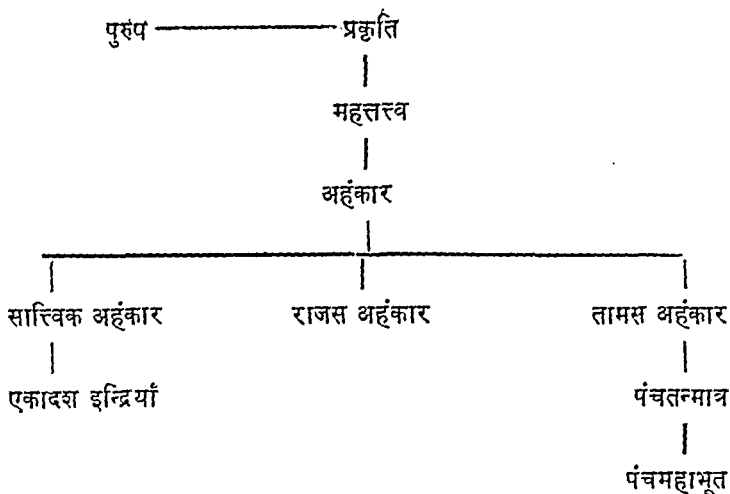 पुरुष प्रकृति
महत्तत्त्व
अहंकार
सात्त्विक अहंकार राजस अहंकार तामस अहंकार
एकादश इन्द्रियाँ पंचतन्मात्र
पंचमहाभूत